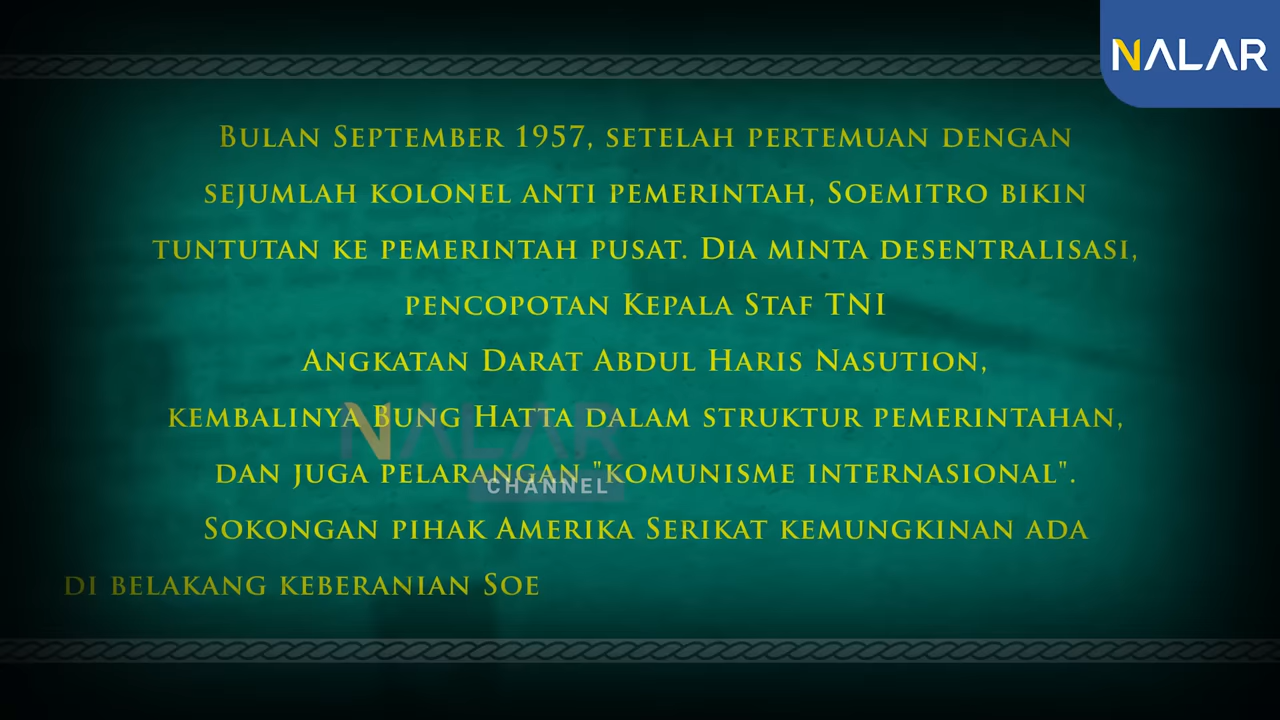 NALAR
Bulan September 1957, setelah pertemuan dengan
sejumlah kolonel anti pemerintah, Soemitro bikin
tuntutan ke pemerintah pusat. Dia minta desentralisasi,
pencopotan Kepala Staf TNI
Angkatan Darat Abdul Haris Nasution,
kembalinya Bung Hatta dalam struktur pemerintahan,
dan juga pelarangan "komunisme internasional".
Sokongan pihak Amerika Serikat kemungkinan ada
di belakang keberanian Soe
NALAR
CHANNEL